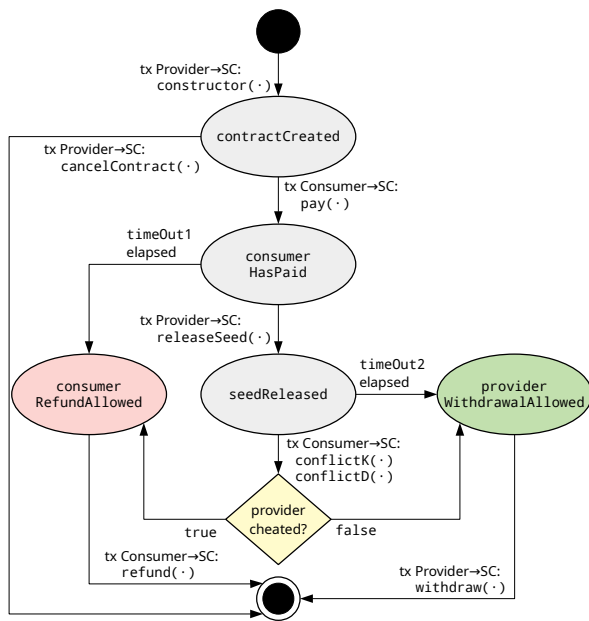 tx Provider→SC:
constructor(·)
contractCreated
tx Provider→SC:
cancelContract(·)
tx Consumer→SC:
pay(·)
timeOut1
elapsed
consumer
HasPaid
tx Provider→SC:
releaseSeed(·)
timeOut2
elapsed
consumer
RefundAllowed
seedReleased
provider
WithdrawalAllowed
tx Consumer→SC:
conflictK(·)
conflictD(·)
provider
cheated?
true
false
tx Consumer→SC:
refund(·)
tx Provider→SC:
withdraw(·)